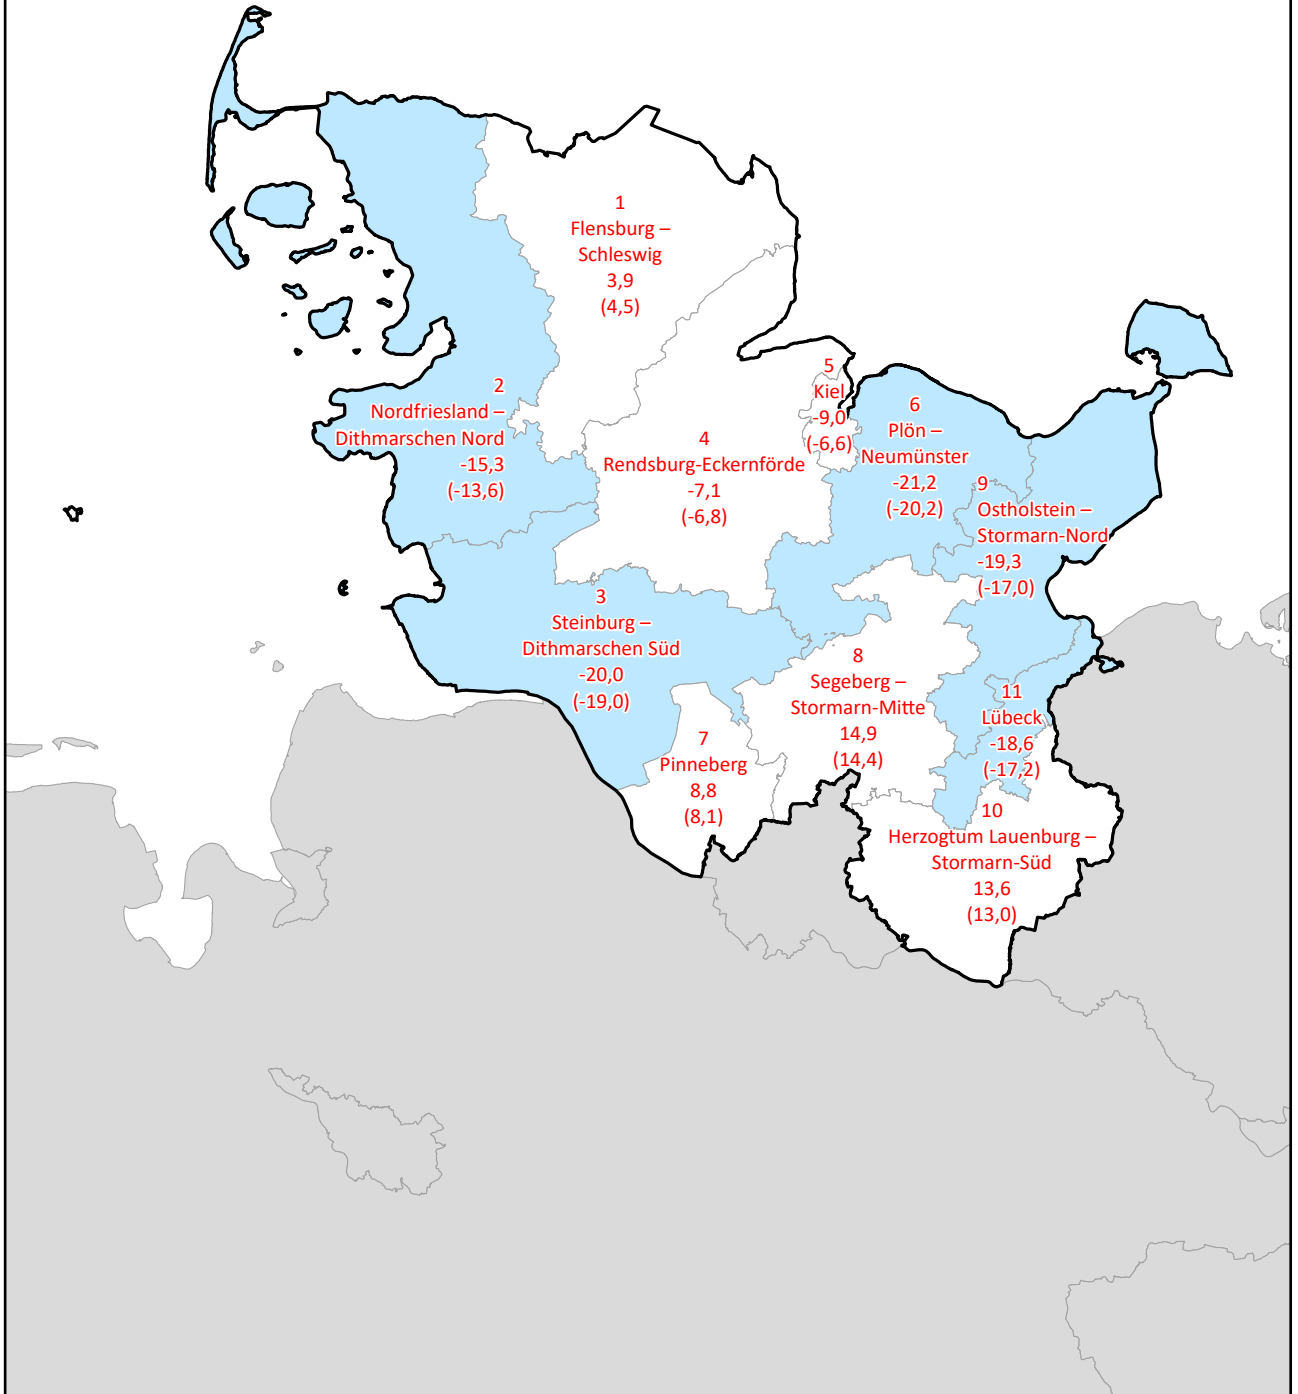 1
Flensburg –
Schleswig
3,9
(4,5)
2
Nordfriesland –
Dithmarschen Nord
-15,3
(-13,6)
3
Steinburg –
Dithmarschen Süd
-20,0
(-19,0)
4
Rendsburg-Eckernförde
-7,1
(-6,8)
5
Kiel
-9,0
(-6,6)
6
Plön –
Neumünster
-21,2
(-20,2)
7
Pinneberg
8,8
(8,1)
8
Segeberg –
Stormarn-Mitte
14,9
(14,4)
9
Ostholstein –
Stormarn-Nord
-19,3
(-17,0)
10
Herzogtum Lauenburg –
Stormarn-Süd
13,6
(13,0)
11
Lübeck
-18,6
(-17,2)